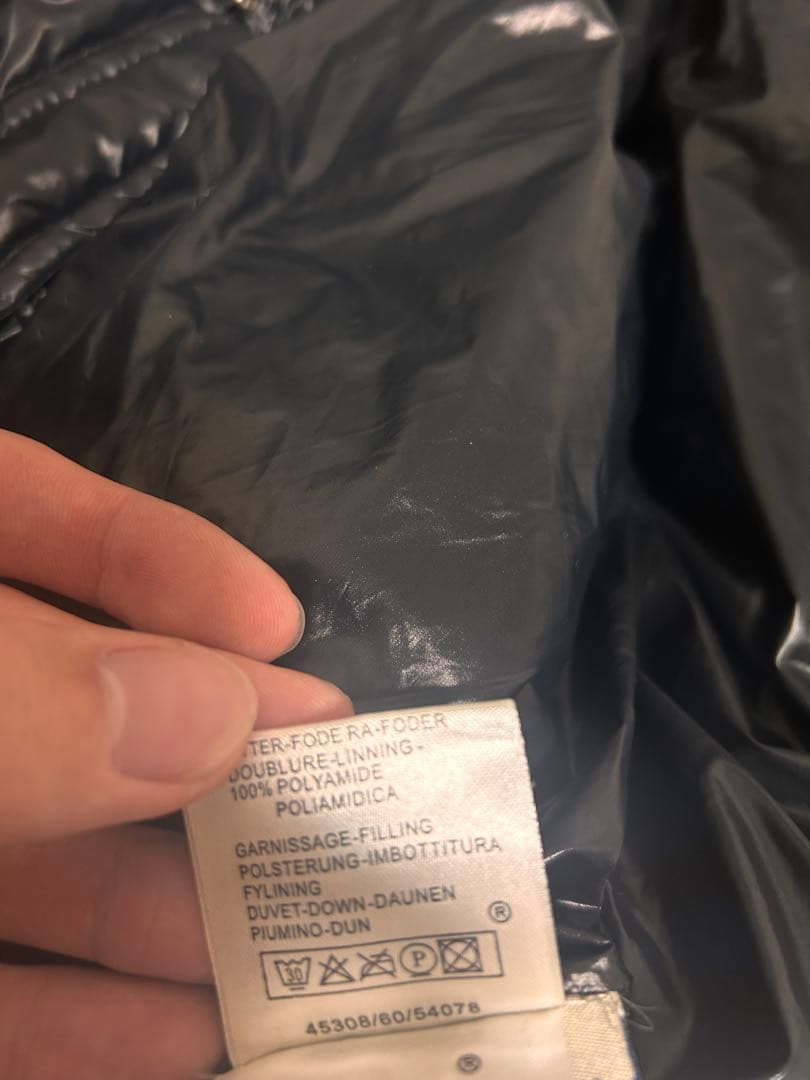 TER-FODE RA-FODER
DOUBLURE-LINNING-
100% POLYAMIDE
POLIAMIDICA
GARNISSAGE-FILLING
POLSTERUNG-IMBOTTITURA
FYLINING
DUVET-DOWN-DAUNEN
PIUMINO-DUN ®
30 P
45308/60/54078
®